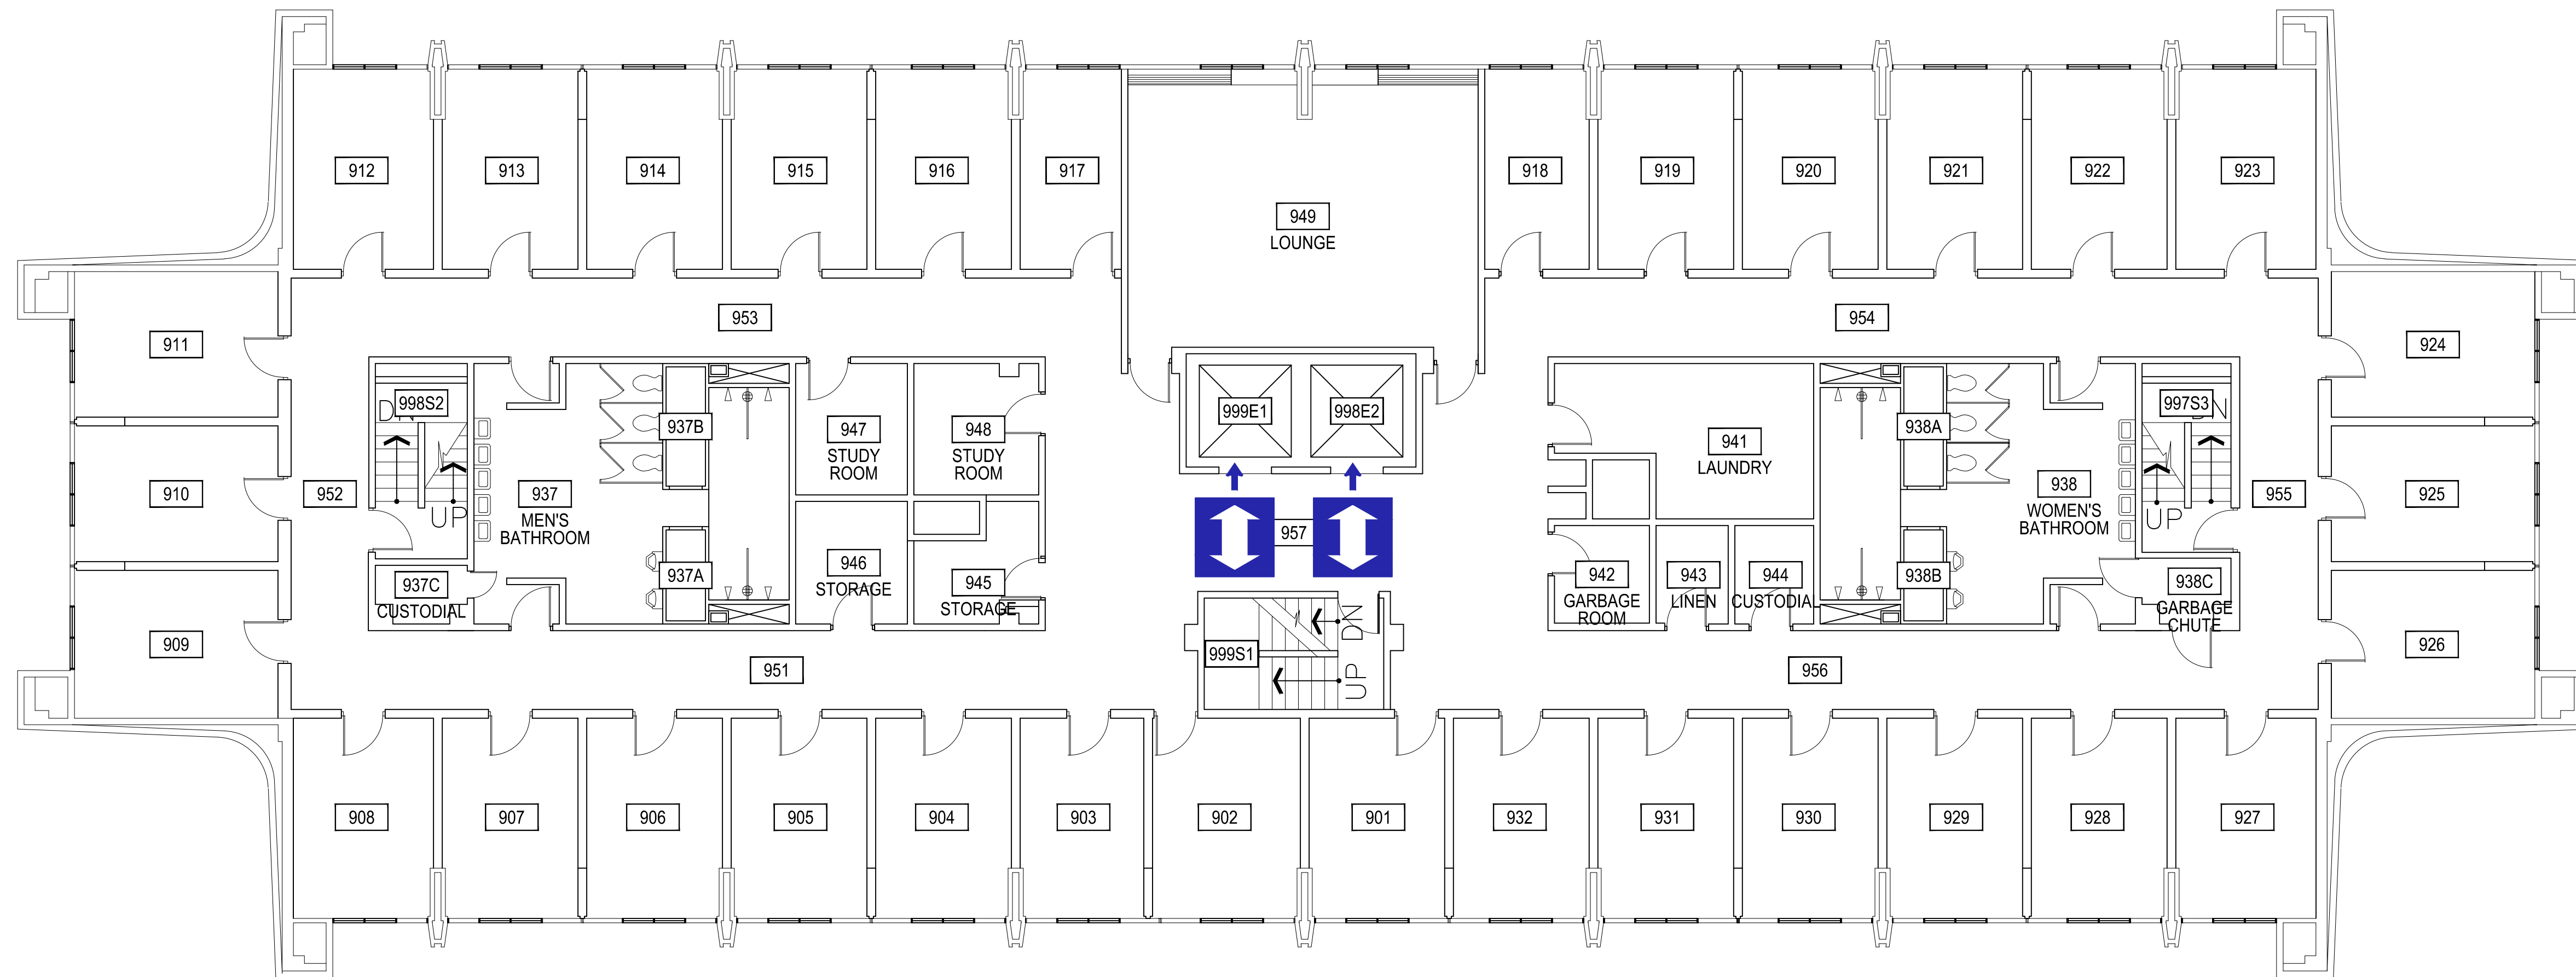 912
913
914
915
916
917
918
919
920
921
922
923
949
LOUNGE
953
954
911
924
998S2
DN
999E1
998E2
997S3
DN
937B
938A
947
STUDY
ROOM
948
STUDY
ROOM
941
LAUNDRY
910
952
937
MEN'S
BATHROOM
938
WOMEN'S
BATHROOM
955
925
UP
UP
957
937C
CUSTODIAL
937A
946
STORAGE
945
STORAGE
942
GARBAGE
ROOM
943
LINEN
944
CUSTODIAL
938B
938C
GARBAGE
CHUTE
909
926
999S1
DN
UP
951
956
908
907
906
905
904
903
902
901
932
931
930
929
928
927